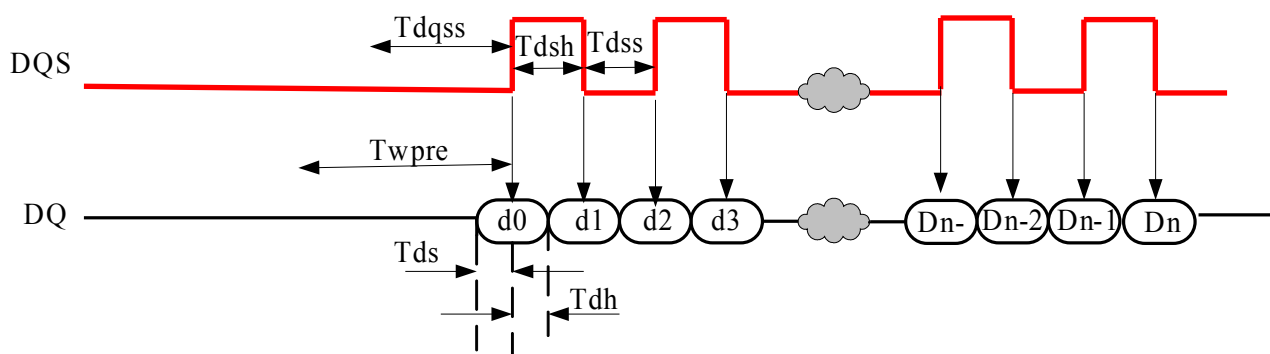 Tdqss
Tdsh
Tdss
DQS
Twpre
DQ
d0
d1
d2
d3
Dn-
Dn-2
Dn-1
Dn
Tds
Tdh